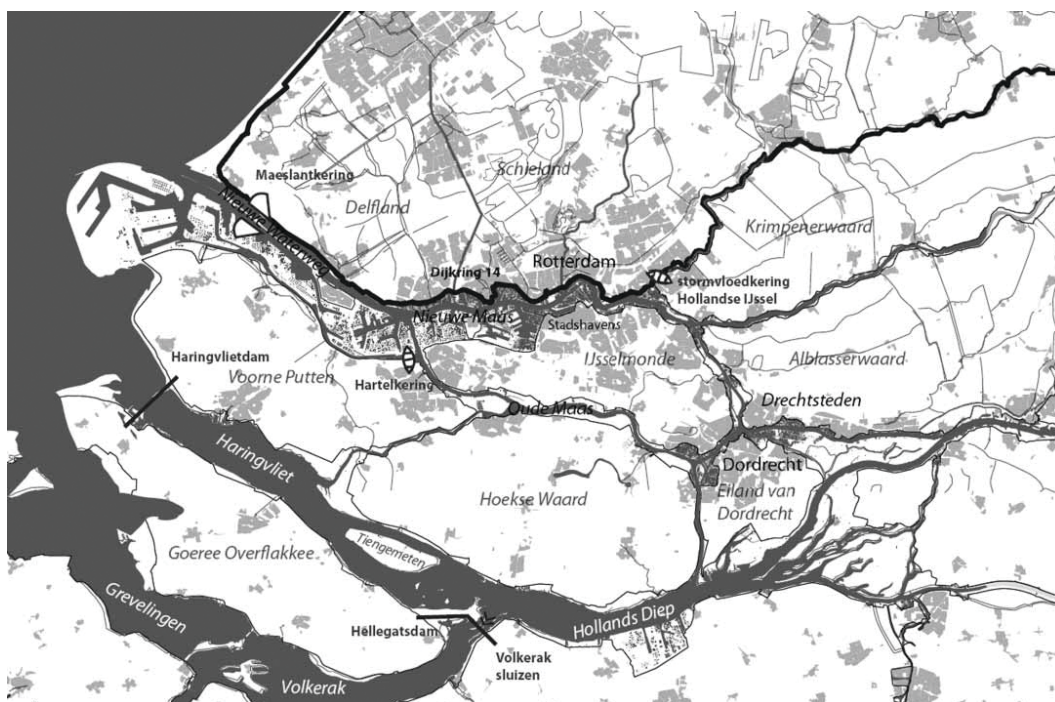 Maeslantkering
Schieland
Delfland
Nieuwe Waterweg
Krimpenerwaard
Rotterdam
Dijkring 14
stormvloedkering
Hollandse IJssel
Nieuwe Maas
Stadshavens
Haringvlietdam
Voorne Putten
Hartelkering
IJsselmonde
Alblasserwaard
Oude Maas
Drechtsteden
Haringvliet
Dordrecht
Hoekse Waard
Eiland van
Dordrecht
Goeree Overflakkee
Tiengemeten
Grevelingen
Hellegatsdam
Hollands Diep
Volkerak
sluizen
Volkerak